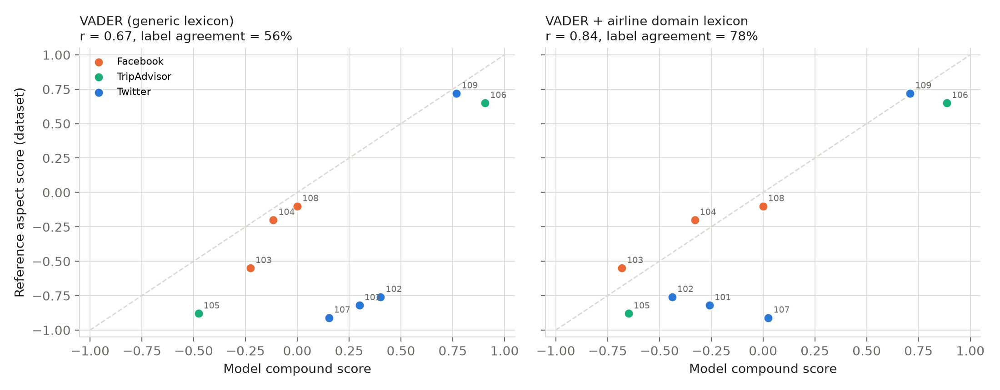 VADER (generic lexicon)
r = 0.67, label agreement = 56%
Facebook
TripAdvisor
Twitter
109
106
108
104
103
102
101
107
105
1.00
0.75
0.50
0.25
0.00
−0.25
−0.50
−0.75
−1.00
Reference aspect score (dataset)
−1.00 −0.75 −0.50 −0.25 0.00 0.25 0.50 0.75 1.00
Model compound score
VADER + airline domain lexicon
r = 0.84, label agreement = 78%
109
106
108
104
103
102
101
105
107
−1.00 −0.75 −0.50 −0.25 0.00 0.25 0.50 0.75 1.00
Model compound score